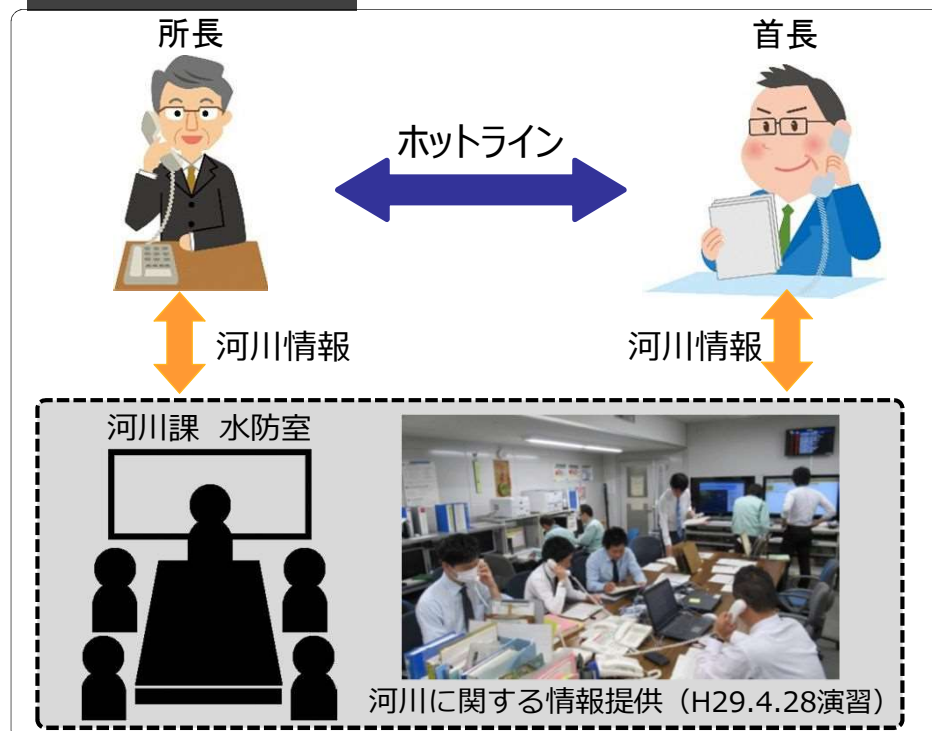 所長
首長
ホットライン
河川情報
河川情報
河川課 水防室
河川に関する情報提供（H29.4.28演習）